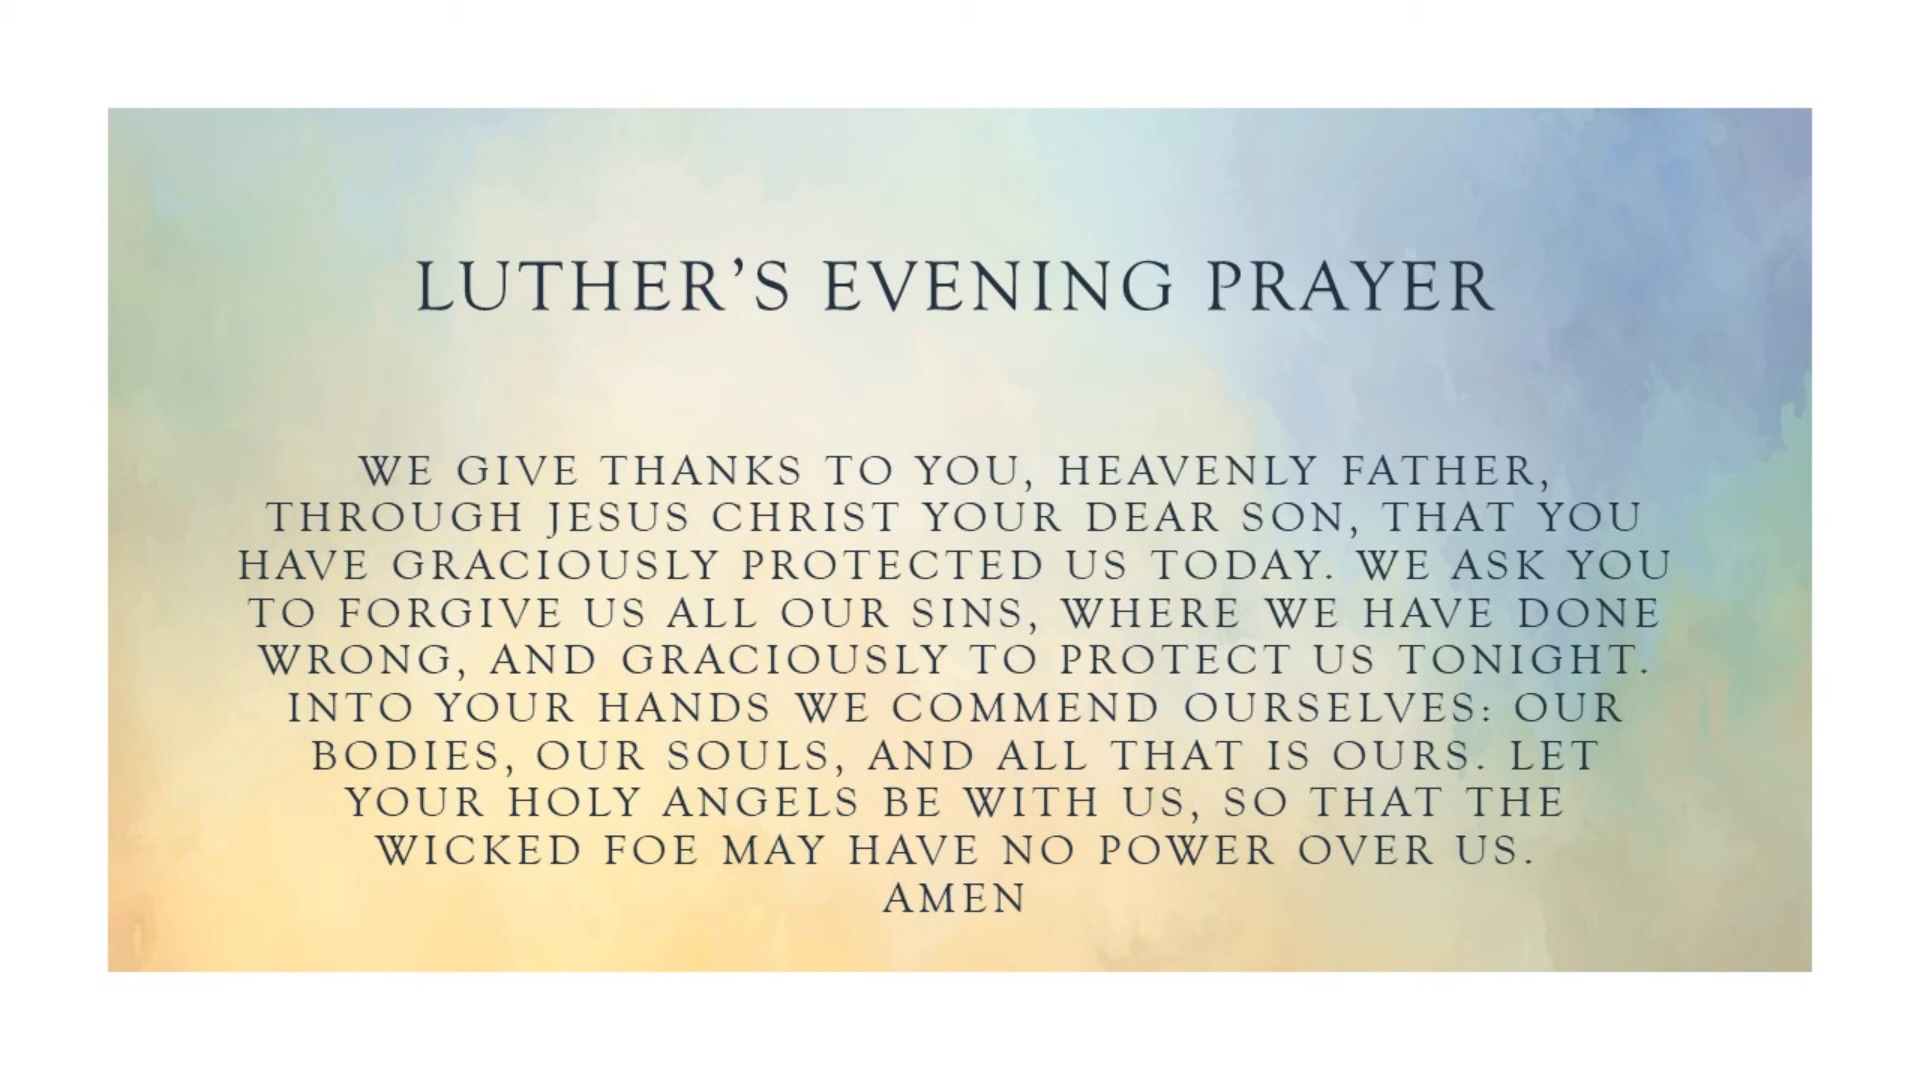 LUTHER’S EVENING PRAYER
WE GIVE THANKS TO YOU, HEAVENLY FATHER,
THROUGH JESUS CHRIST YOUR DEAR SON, THAT YOU
HAVE GRACIOUSLY PROTECTED US TODAY. WE ASK YOU
TO FORGIVE US ALL OUR SINS, WHERE WE HAVE DONE
WRONG, AND GRACIOUSLY TO PROTECT US TONIGHT.
INTO YOUR HANDS WE COMMEND OURSELVES: OUR
BODIES, OUR SOULS, AND ALL THAT IS OURS. LET
YOUR HOLY ANGELS BE WITH US, SO THAT THE
WICKED FOE MAY HAVE NO POWER OVER US.
AMEN